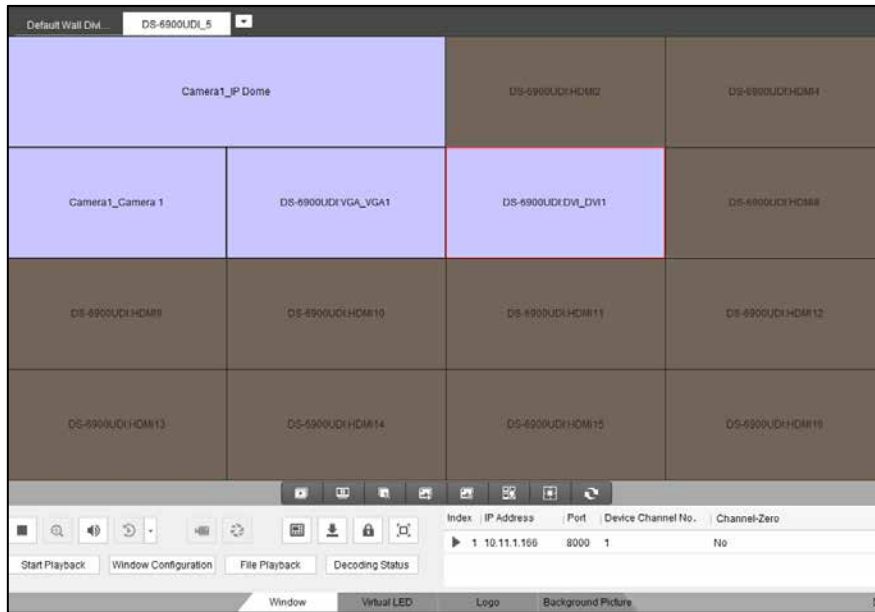 Default Wall Divi...
DS-6900UDI_5
Camera1_IP Dome
DS-6900UDI:HDMI2
DS-6900UDI:HDMI4
Camera1_Camera 1
DS-6900UDI:VGA_VGA1
DS-6900UDI:DVI_DVI1
DS-6900UDI:HDMI8
DS-6900UDI:HDMI9
DS-6900UDI:HDMI10
DS-6900UDI:HDMI11
DS-6900UDI:HDMI12
DS-6900UDI:HDMI13
DS-6900UDI:HDMI14
DS-6900UDI:HDMI15
DS-6900UDI:HDMI16
Index IP Address Port Device Channel No. Channel-Zero
1 10.11.1.166 8000 1 No
Start Playback Window Configuration File Playback Decoding Status
Window Virtual LED Logo Background Picture